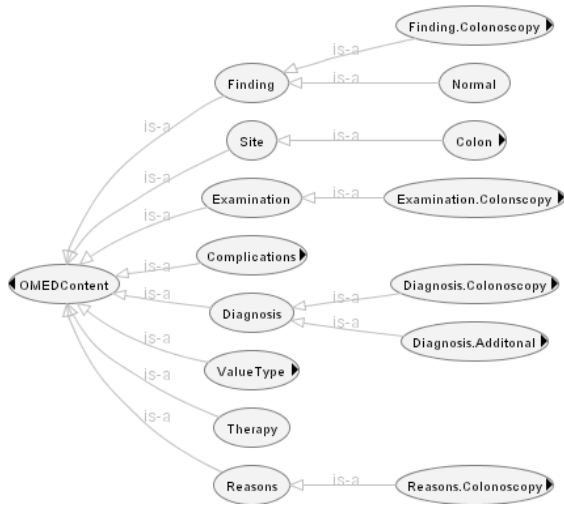 Finding.Colonoscopy
is-a
Finding
is-a
Normal
is-a
Site
is-a
Colon
is-a
Examination
is-a
Examination.Colonscopy
is-a
Complications
is-a
OMEDContent
Diagnosis.Colonoscopy
is-a
is-a
Diagnosis
is-a
Diagnosis.Additonal
is-a
ValueType
is-a
Therapy
is-a
Reasons
is-a
Reasons.Colonoscopy